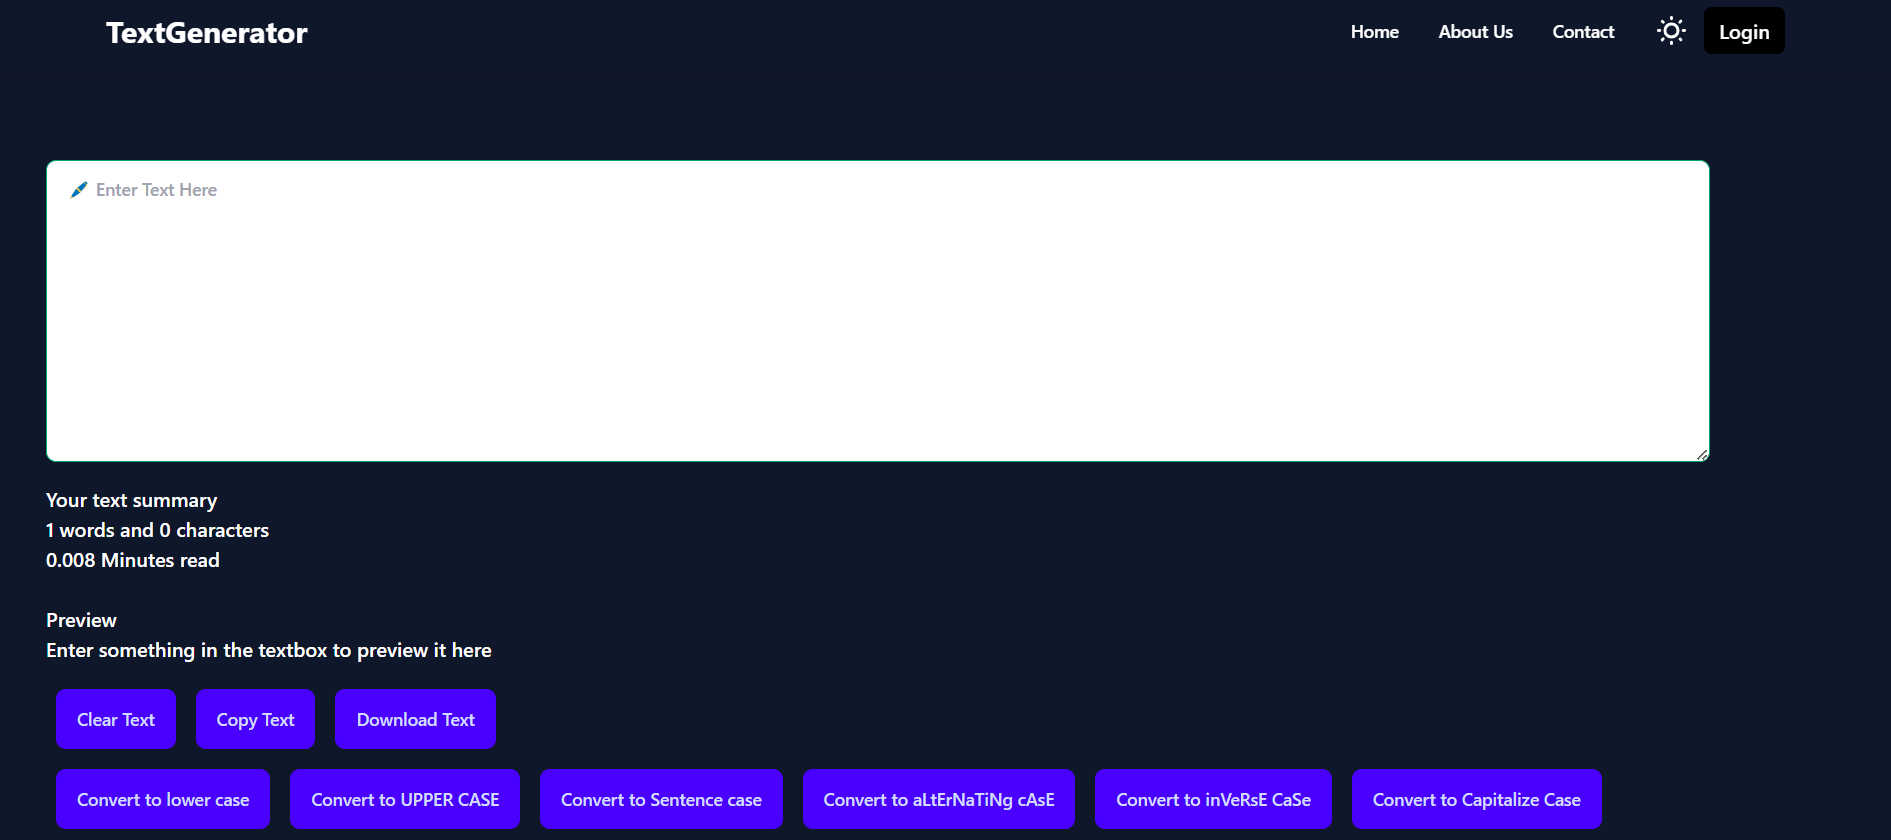 TextGenerator
Home About Us Contact Login
Enter Text Here
Your text summary
1 words and 0 characters
0.008 Minutes read
Preview
Enter something in the textbox to preview it here
Clear Text Copy Text Download Text
Convert to lower case Convert to UPPER CASE Convert to Sentence case Convert to aLtErNaTiNg cAsE Convert to inVeRsE CaSe Convert to Capitalize Case